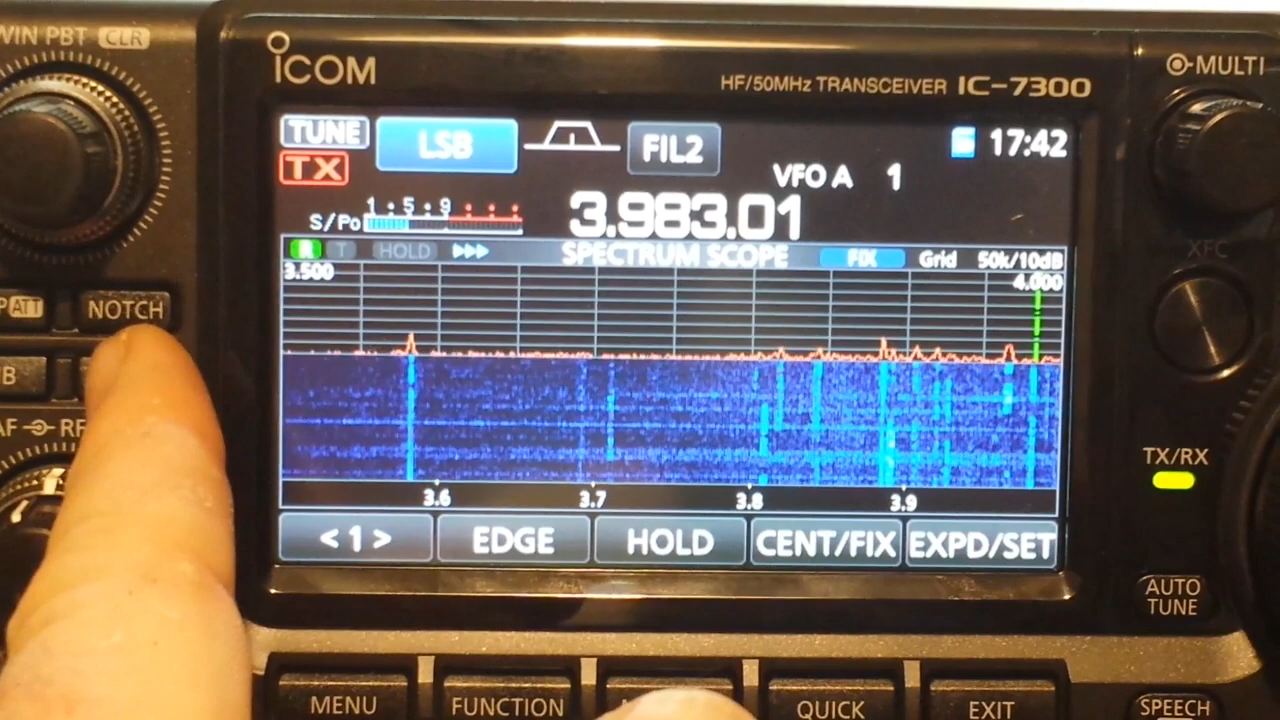 WIN PBT CLR
ICOM
HF/50MHz TRANSCEIVER IC-7300
MULTI
TUNE
LSB
FIL2
17:42
TX
VFO A 1
1 5 9
S/Po
3.983.01
R T HOLD
SPECTRUM SCOPE
FIX
Grid
50k/10dB
3.500
4.000
XFC
P ATT
NOTCH
B
AF RF
TX/RX
3.6
3.7
3.8
3.9
< 1 >
EDGE
HOLD
CENT/FIX
EXPD/SET
AUTO
TUNE
MENU
FUNCTION
QUICK
EXIT
SPEECH